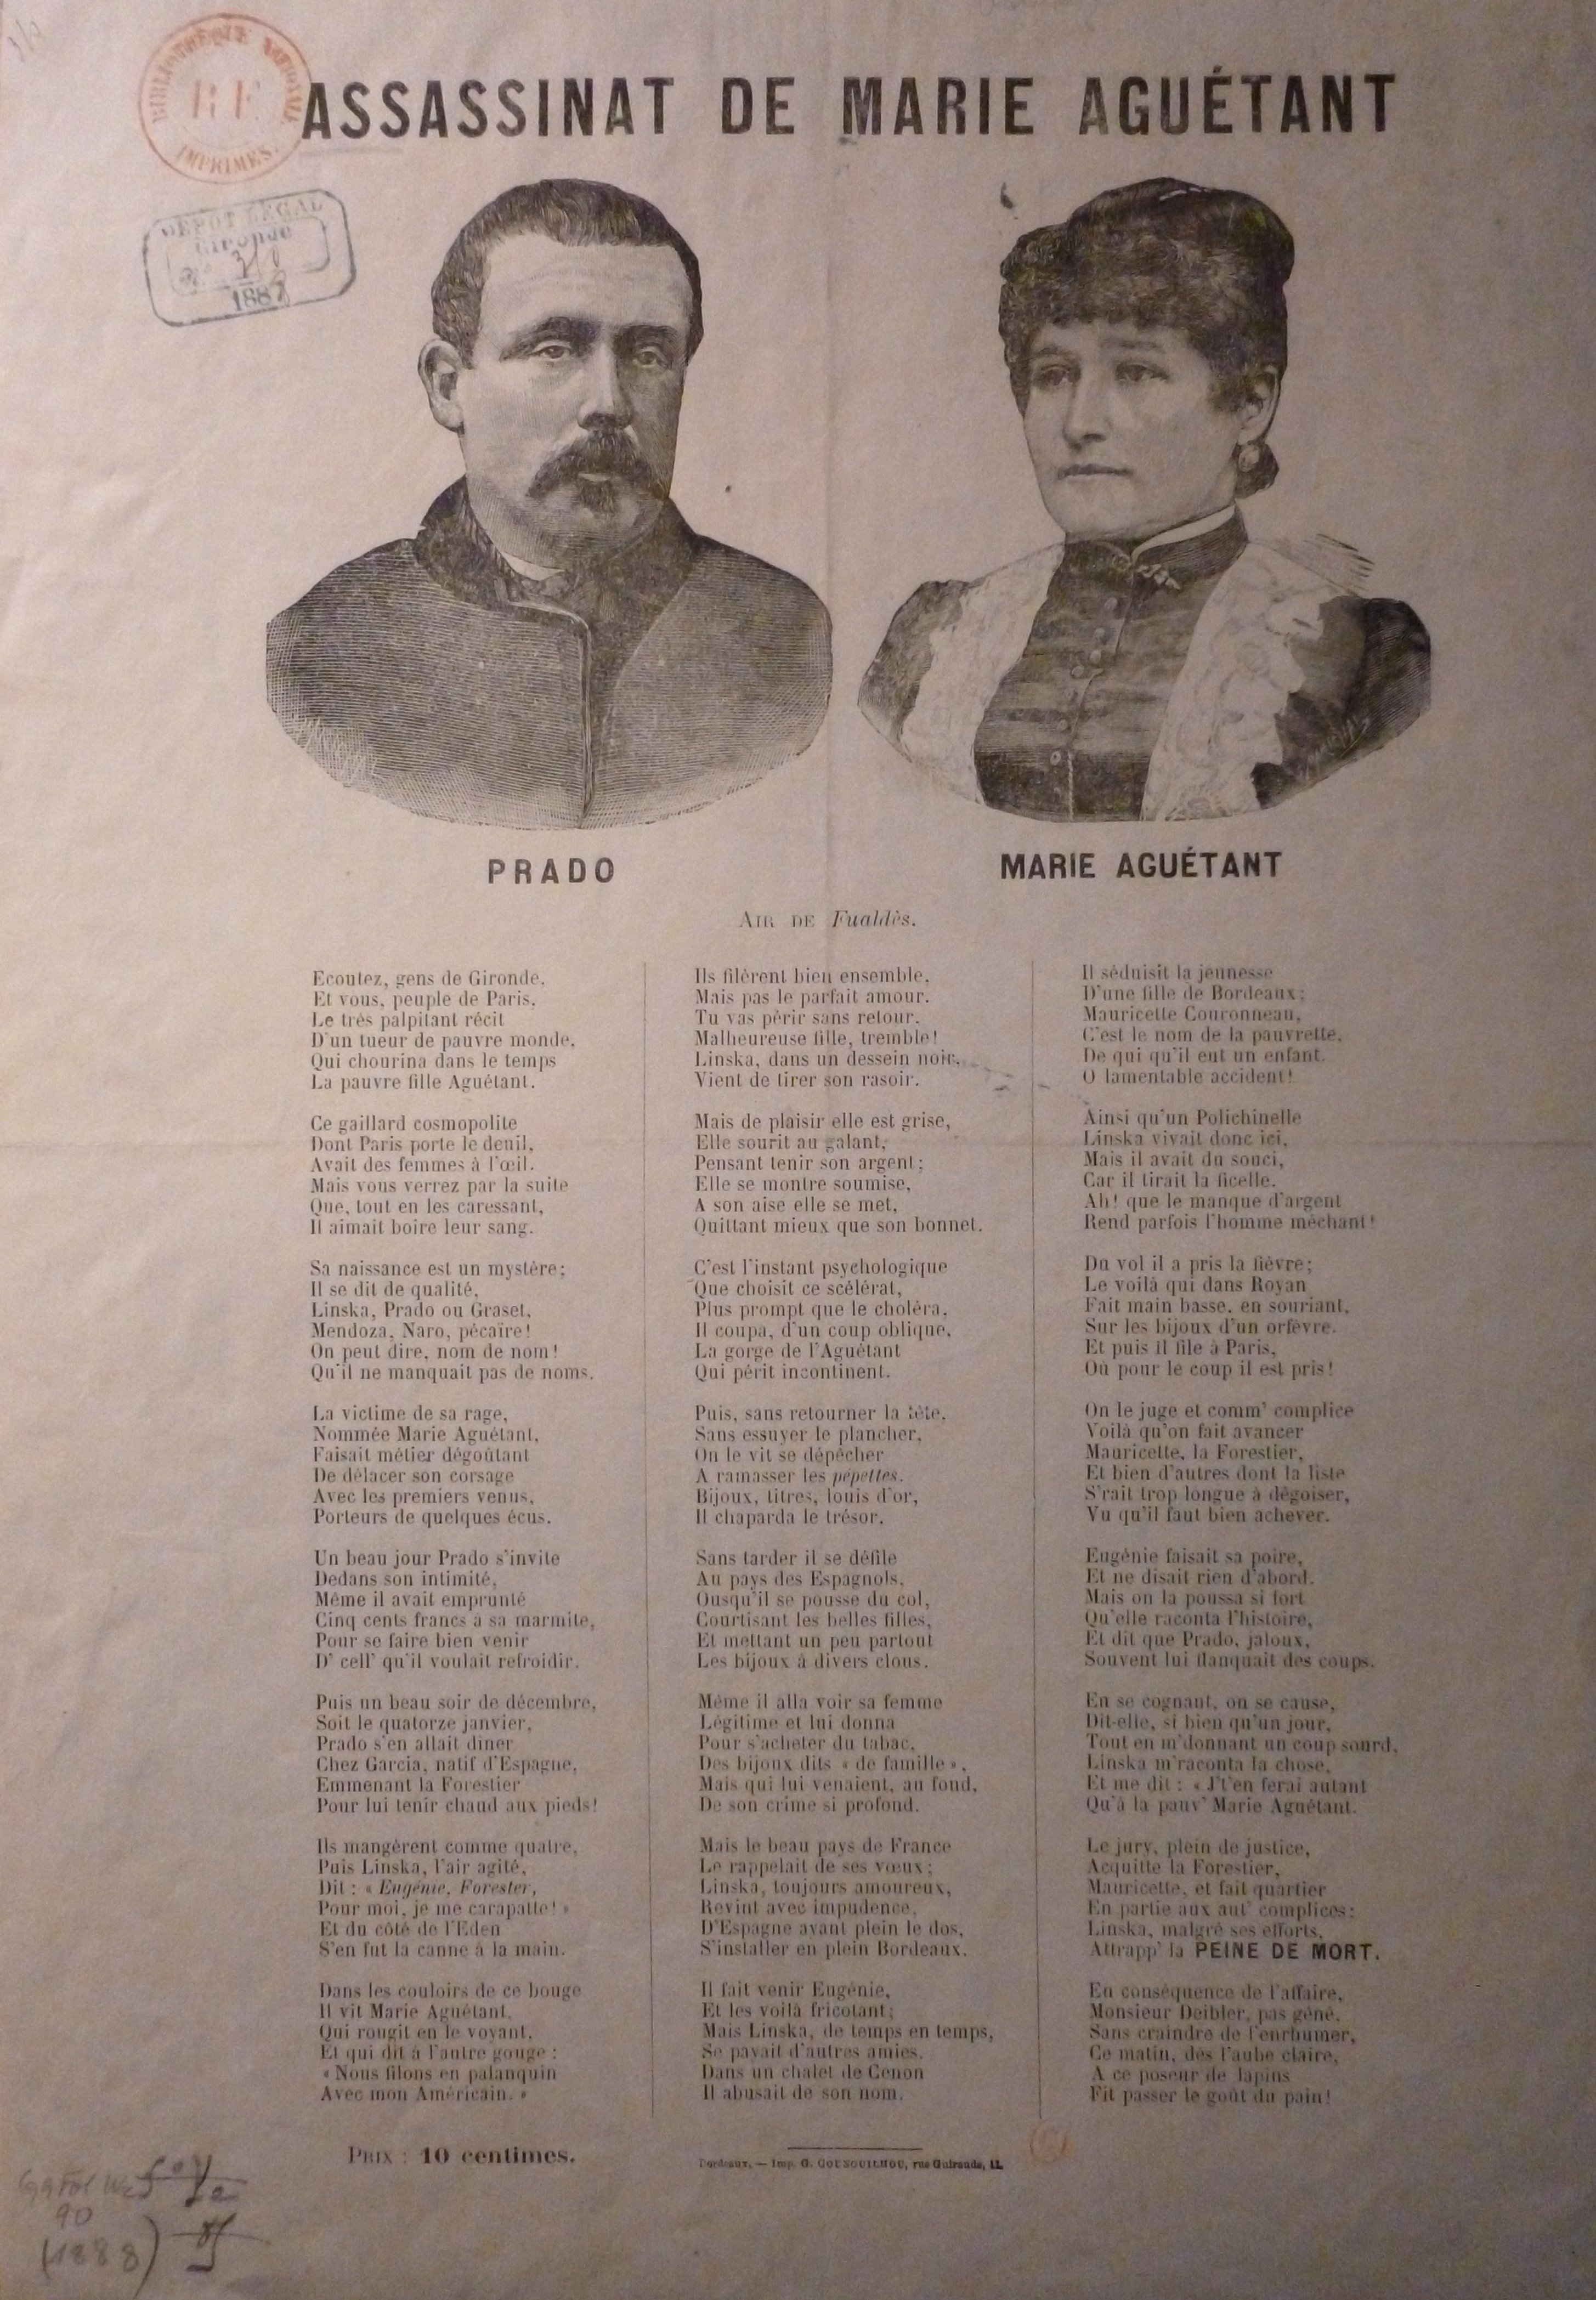 BIBLIOTHÈQUE NATIONALE
RF
IMPRIMÉS.
ASSASSINAT DE MARIE AGUÉTANT
DÉPOT LÉGAL
Gironde
188
PRADO
MARIE AGUÉTANT
AIR DE Fualdès.
Ecoutez, gens de Gironde,
Et vous, peuple de Paris,
Le très palpitant récit
D'un tueur de pauvre monde,
Qui chourina dans le temps
La pauvre fille Aguétant.
Ce gaillard cosmopolite
Dont Paris porte le deuil,
Avait des femmes à l'œil.
Mais vous verrez par la suite
Que, tout en les caressant,
Il aimait boire leur sang.
Sa naissance est un mystère;
Il se dit de qualité,
Linska, Prado ou Graset,
Mendoza, Naro, pécaïre!
On peut dire, nom de nom!
Qu'il ne manquait pas de noms.
La victime de sa rage,
Nommée Marie Aguétant,
Faisait métier dégoûtant
De délacer son corsage
Avec les premiers venus,
Porteurs de quelques écus.
Un beau jour Prado s'invite
Dedans son intimité,
Même il avait emprunté
Cinq cents francs à sa marmite,
Pour se faire bien venir
D' cell' qu'il voulait refroidir.
Puis un beau soir de décembre,
Soit le quatorze janvier,
Prado s'en allait diner
Chez Garcia, natif d'Espagne,
Emmenant la Forestier
Pour lui tenir chaud aux pieds!
Ils mangèrent comme quatre,
Puis Linska, l'air agité,
Dit : « Eugénie, Forester,
Pour moi, je me carapatte! »
Et du côté de l'Eden
S'en fut la canne à la main.
Dans les couloirs de ce bouge
Il vit Marie Aguétant,
Qui rougit en le voyant,
Et qui dit à l'autre gouge :
« Nous filons en palanquin
Avec mon Américain. »
Ils filèrent bien ensemble,
Mais pas le parfait amour.
Tu vas périr sans retour,
Malheureuse fille, tremble!
Linska, dans un dessein noir,
Vient de tirer son rasoir.
Mais de plaisir elle est grise,
Elle sourit au galant,
Pensant tenir son argent;
Elle se montre soumise,
A son aise elle se met,
Quittant mieux que son bonnet.
C'est l'instant psychologique
Que choisit ce scélérat,
Plus prompt que le choléra,
Il coupa, d'un coup oblique,
La gorge de l'Aguétant
Qui périt incontinent.
Puis, sans retourner la tête,
Sans essuyer le plancher,
On le vit se dépêcher
A ramasser les pépettes.
Bijoux, titres, louis d'or,
Il chaparda le trésor.
Sans tarder il se défile
Au pays des Espagnols,
Ousqu'il se pousse du col,
Courtisant les belles filles,
Et mettant un peu partout
Les bijoux à divers clous.
Même il alla voir sa femme
Légitime et lui donna
Pour s'acheter du tabac,
Des bijoux dits « de famille »,
Mais qui lui venaient, au fond,
De son crime si profond.
Mais le beau pays de France
Le rappelait de ses vœux;
Linska, toujours amoureux,
Revint avec impudence,
D'Espagne ayant plein le dos,
S'installer en plein Bordeaux.
Il fait venir Eugénie,
Et les voilà fricotant;
Mais Linska, de temps en temps,
Se payait d'autres amies.
Dans un chalet de Cenon
Il abusait de son nom.
Il séduisit la jeunesse
D'une fille de Bordeaux;
Mauricette Couronneau,
C'est le nom de la pauvrette,
De qui qu'il eut un enfant.
O lamentable accident!
Ainsi qu'un Polichinelle
Linska vivait donc ici,
Mais il avait du souci,
Car il tirait la ficelle.
Ah! que le manque d'argent
Rend parfois l'homme méchant!
Du vol il a pris la fièvre;
Le voilà qui dans Royan
Fait main basse, en souriant,
Sur les bijoux d'un orfèvre.
Et puis il file à Paris,
Où pour le coup il est pris!
On le juge et comm' complice
Voilà qu'on fait avancer
Mauricette, la Forestier,
Et bien d'autres dont la liste
S'rait trop longue à dégoiser,
Vu qu'il faut bien achever.
Eugénie faisait sa poire,
Et ne disait rien d'abord.
Mais on la poussa si fort
Qu'elle raconta l'histoire,
Et dit que Prado, jaloux,
Souvent lui flanquait des coups.
En se cognant, on se cause,
Dit-elle, si bien qu'un jour,
Tout en m'donnant un coup sourd,
Linska m'raconta la chose,
Et me dit : « J't'en ferai autant
Qu'à la pauv' Marie Aguétant.
Le jury, plein de justice,
Acquitte la Forestier,
Mauricette, et fait quartier
En partie aux aut' complices;
Linska, malgré ses efforts,
Attrapp' la PEINE DE MORT.
En conséquence de l'affaire,
Monsieur Deibler, pas gêné,
Sans craindre de l'enrhumer,
Ce matin, dès l'aube claire,
A ce poseur de lapins
Fit passer le goût du pain!
PRIX : 10 centimes.
Bordeaux. — Imp. G. GOUNOUILHOU, rue Guiraude, 11.
90
(1888)